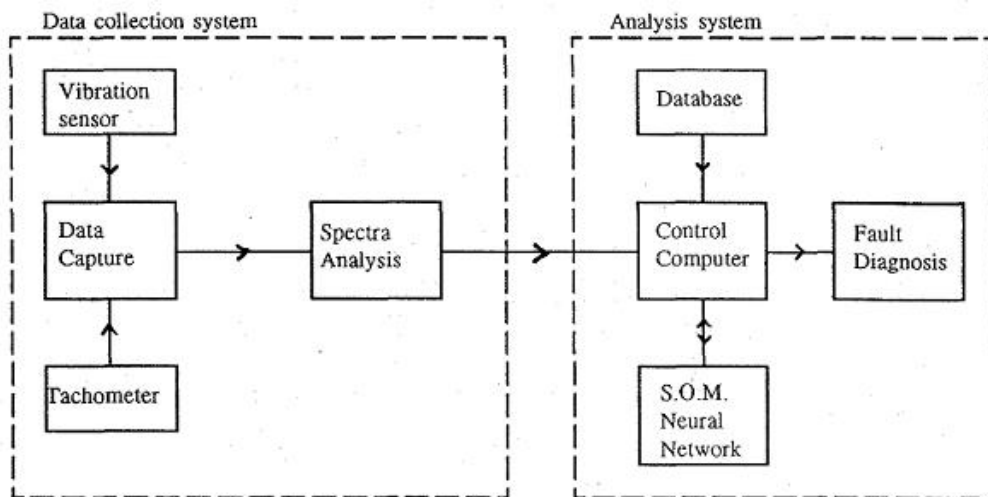 Data collection system
Analysis system
Vibration
sensor
Database
Data
Capture
Spectra
Analysis
Control
Computer
Fault
Diagnosis
Tachometer
S.O.M.
Neural
Network